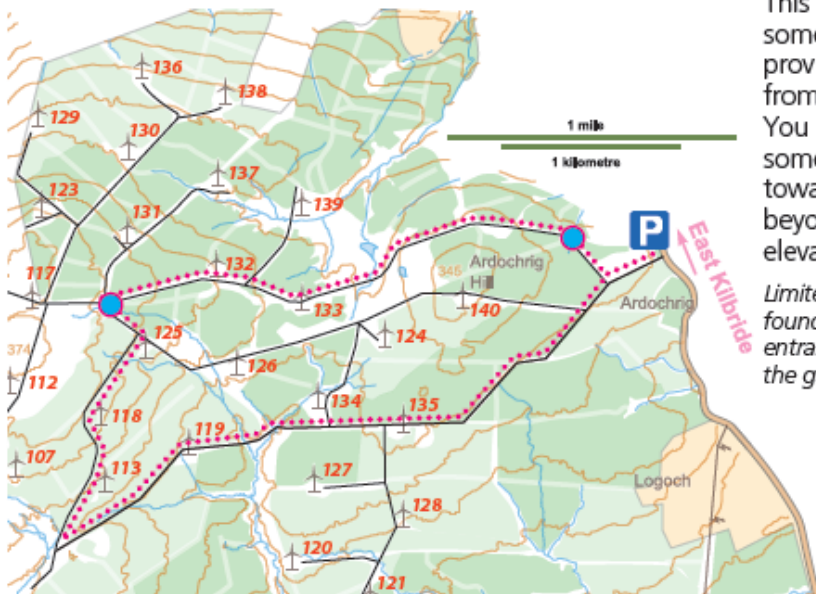 This
136
some
138
129
prov
from
130
1 mile
You
1 kilometre
some
137
123
towa
139
131
P
beyo
East Kilbride
132
eleva
Ardochrig
Hill
345
117
133
140
Ardochrig
Limite
found
125
124
entra
374
126
the g
112
118
134
135
119
107
113
127
Logoch
128
120
121